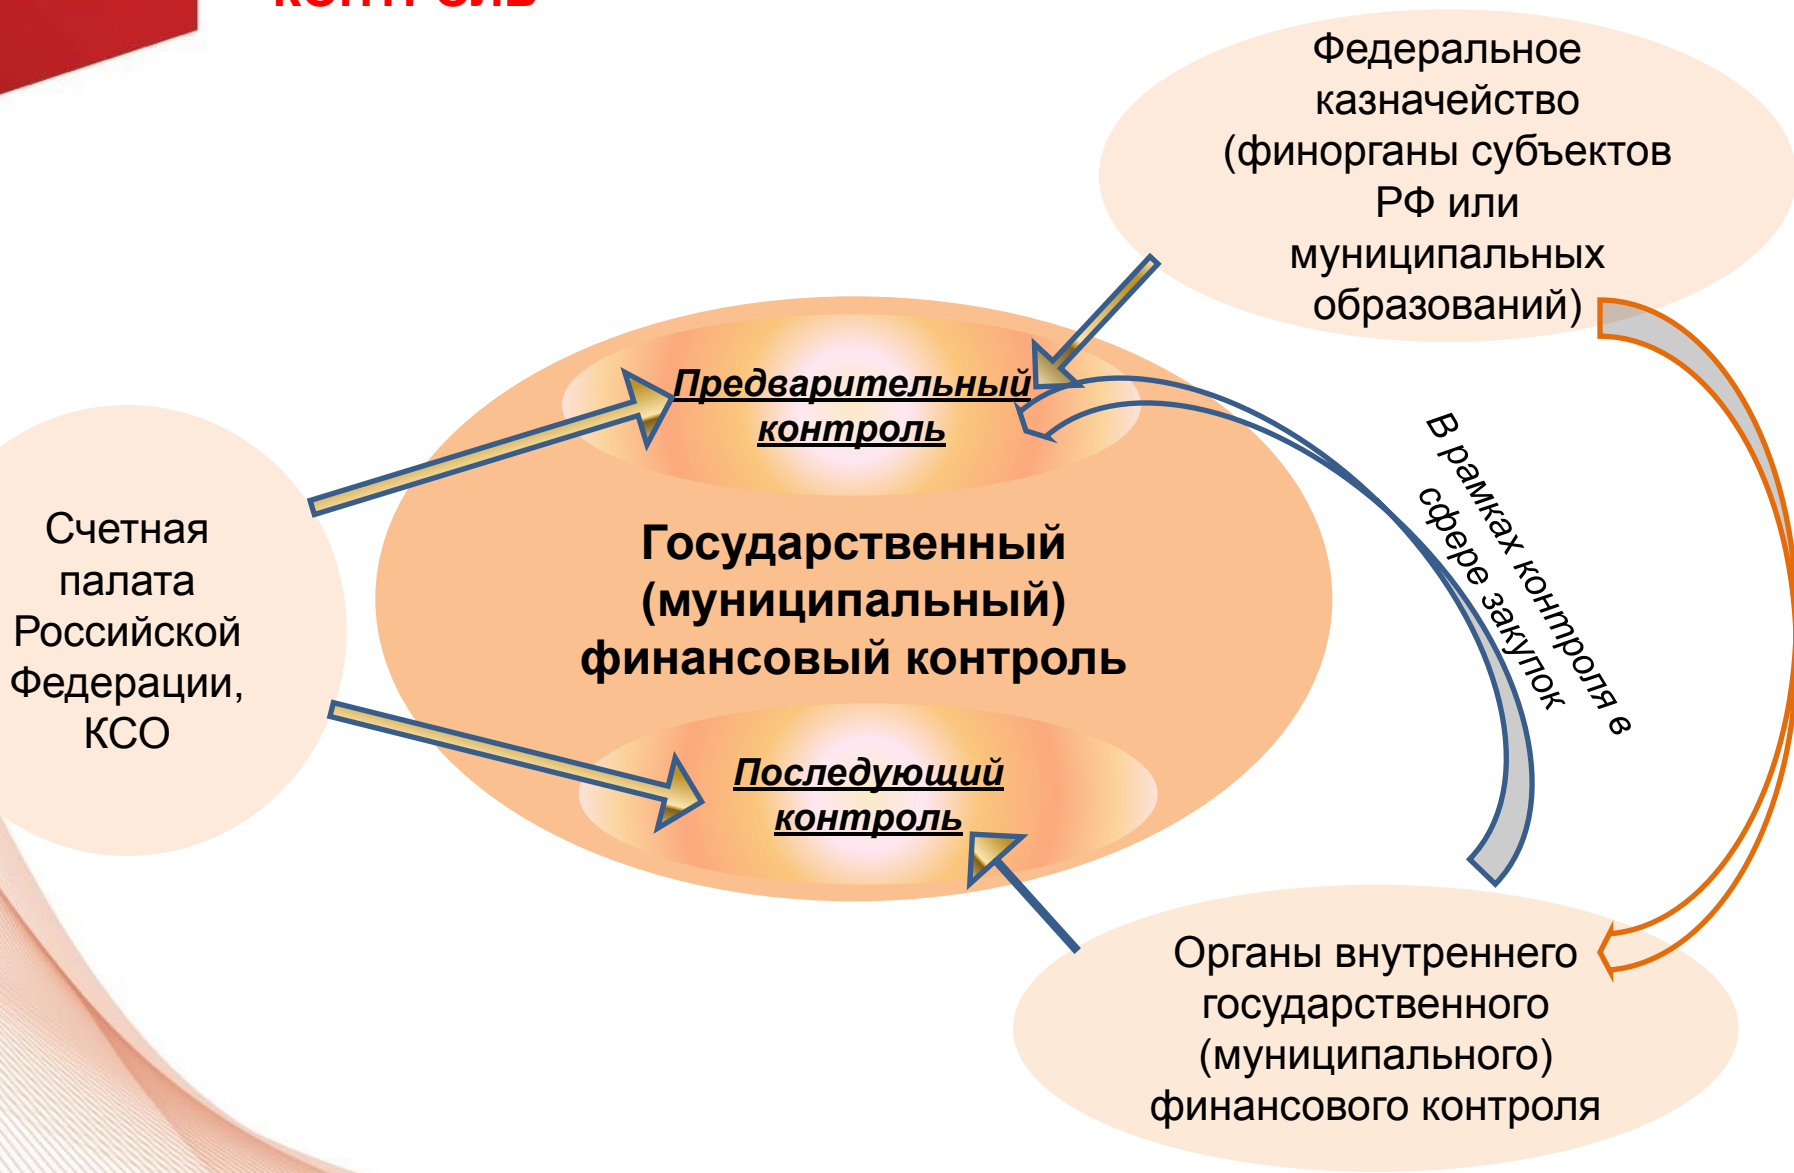 Федеральное
казначейство
(финорганы субъектов
РФ или
муниципальных
образований)
Предварительный
контроль
В рамках контроля в
сфере закупок
Счетная
палата
Российской
Федерации,
КСО
Государственный
(муниципальный)
финансовый контроль
Последующий
контроль
Органы внутреннего
государственного
(муниципального)
финансового контроля